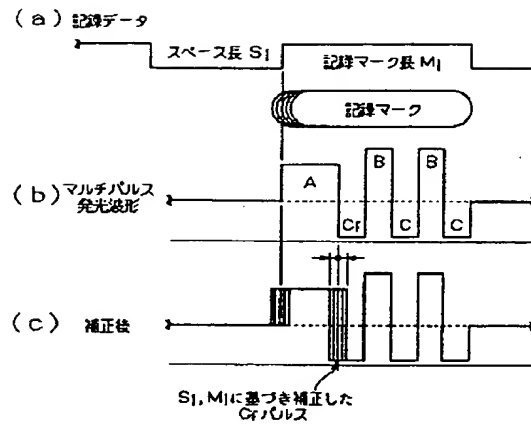 (a) 記録データ
スペース長 S₁
記録マーク長 M₁
記録マーク
(b) マルチパルス
発光波形
A
B
B
Cf
C
C
(c) 補正後
S₁, M₁に基づき補正した
Cfパルス